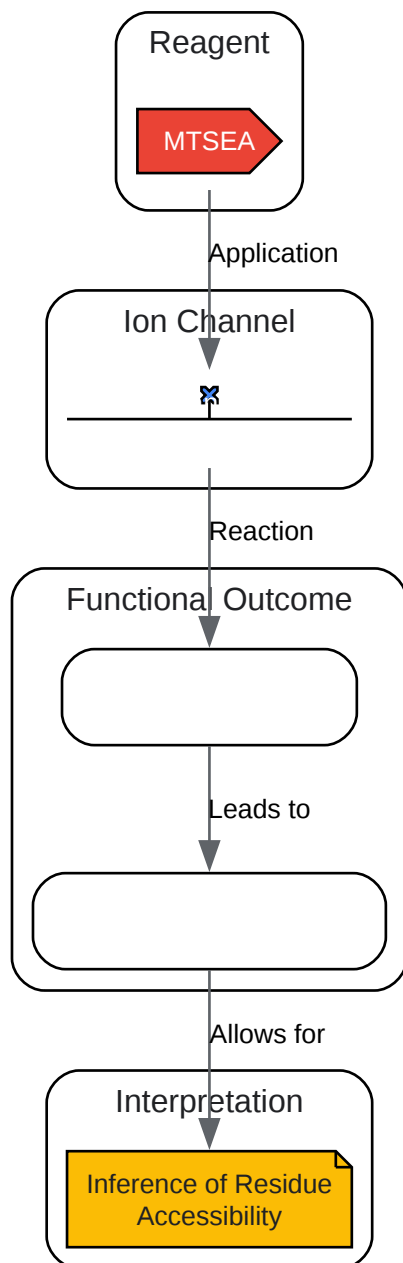 Reagent
MTSEA
Application
Ion Channel
Reaction
Functional Outcome
Leads to
Allows for
Interpretation
Inference of Residue
Accessibility